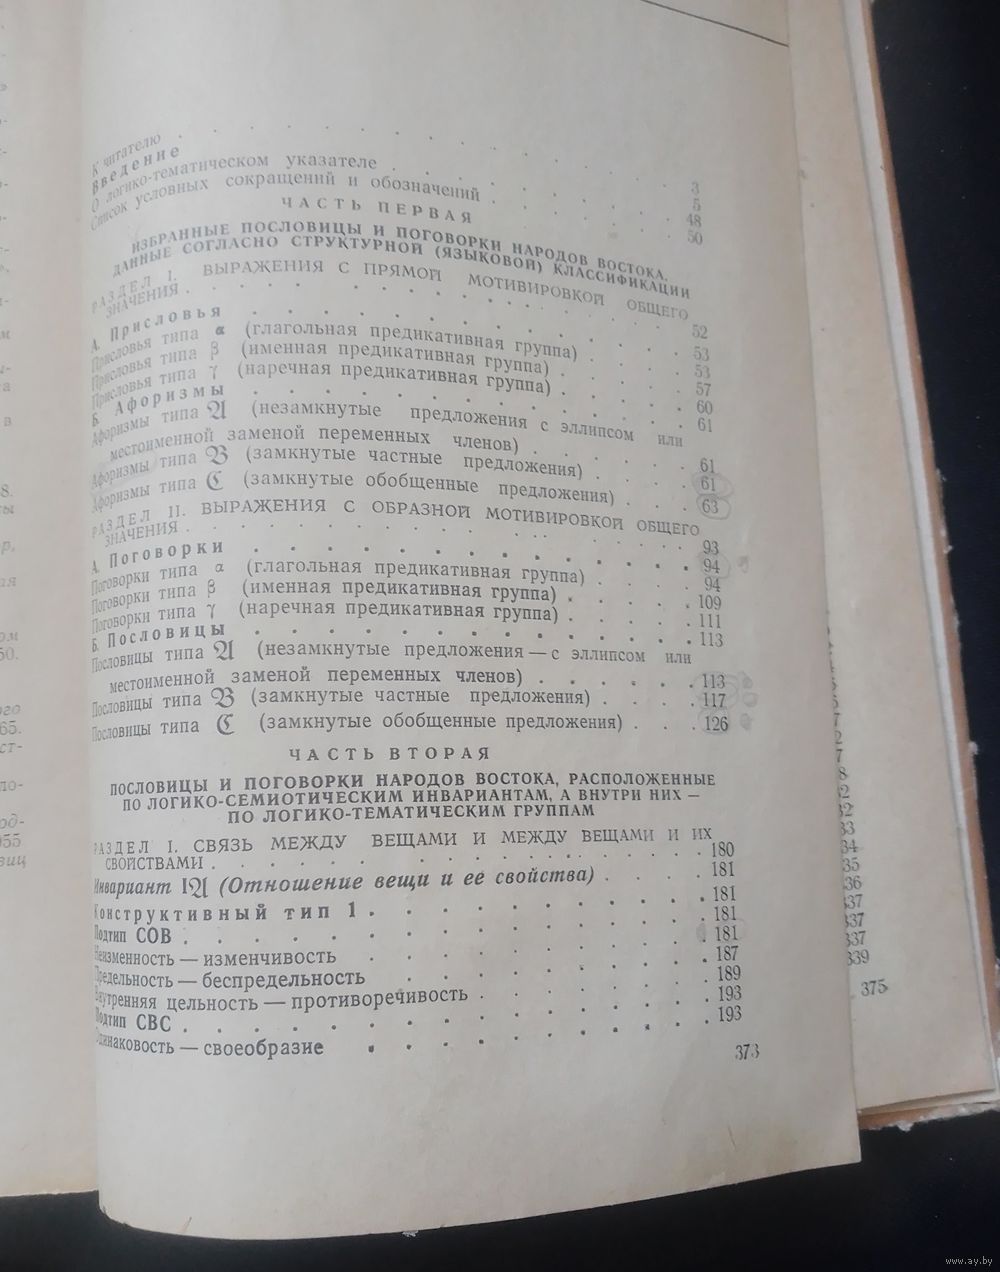 К читателю . . . . . . . . 3
Введение . . . . . . . . 5
О логико-тематическом указателе . . . . . . . 48
Список условных сокращений и обозначений . . . . . 50
ЧАСТЬ ПЕРВАЯ
ИЗБРАННЫЕ ПОСЛОВИЦЫ И ПОГОВОРКИ НАРОДОВ ВОСТОКА,
ДАННЫЕ СОГЛАСНО СТРУКТУРНОЙ (ЯЗЫКОВОЙ) КЛАССИФИКАЦИИ
РАЗДЕЛ I. ВЫРАЖЕНИЯ С ПРЯМОЙ МОТИВИРОВКОЙ ОБЩЕГО
ЗНАЧЕНИЯ . . . . . . . . 52
А. Присловья . . . . . . . . 53
Присловья типа α (глагольная предикативная группа) . . . . 53
Присловья типа β (именная предикативная группа) . . . . 57
Присловья типа γ (наречная предикативная группа) . . . . 60
Б. Афоризмы . . . . . . . . 61
Афоризмы типа 𝔄 (незамкнутые предложения с эллипсом или
местоименной заменой переменных членов) . . . . . 61
Афоризмы типа 𝔅 (замкнутые частные предложения) . . . . 61
Афоризмы типа ℭ (замкнутые обобщенные предложения) . . . 63
РАЗДЕЛ II. ВЫРАЖЕНИЯ С ОБРАЗНОЙ МОТИВИРОВКОЙ ОБЩЕГО
ЗНАЧЕНИЯ . . . . . . . . 93
А. Поговорки . . . . . . . . 94
Поговорки типа α (глагольная предикативная группа) . . . . 94
Поговорки типа β (именная предикативная группа) . . . . 109
Поговорки типа γ (наречная предикативная группа) . . . . 111
Б. Пословицы . . . . . . . . 113
Пословицы типа 𝔄 (незамкнутые предложения — с эллипсом или
местоименной заменой переменных членов) . . . . . 113
Пословицы типа 𝔅 (замкнутые частные предложения) . . . . 117
Пословицы типа ℭ (замкнутые обобщенные предложения) . . . 126
ЧАСТЬ ВТОРАЯ
ПОСЛОВИЦЫ И ПОГОВОРКИ НАРОДОВ ВОСТОКА, РАСПОЛОЖЕННЫЕ
ПО ЛОГИКО-СЕМИОТИЧЕСКИМ ИНВАРИАНТАМ, А ВНУТРИ НИХ —
ПО ЛОГИКО-ТЕМАТИЧЕСКИМ ГРУППАМ
РАЗДЕЛ I. СВЯЗЬ МЕЖДУ ВЕЩАМИ И МЕЖДУ ВЕЩАМИ И ИХ
СВОЙСТВАМИ . . . . . . . . 180
Инвариант I𝔄 (Отношение вещи и ее свойства) . . . . 181
Конструктивный тип 1 . . . . . . . . 181
Подтип СОВ . . . . . . . . 181
Неизменность — изменчивость . . . . . . . 181
Предельность — беспредельность . . . . . . . 187
Внутренняя цельность — противоречивость . . . . . 189
Подтип СВС . . . . . . . . 193
Одинаковость — своеобразие . . . . . . . 193
373
375
www.ay.by